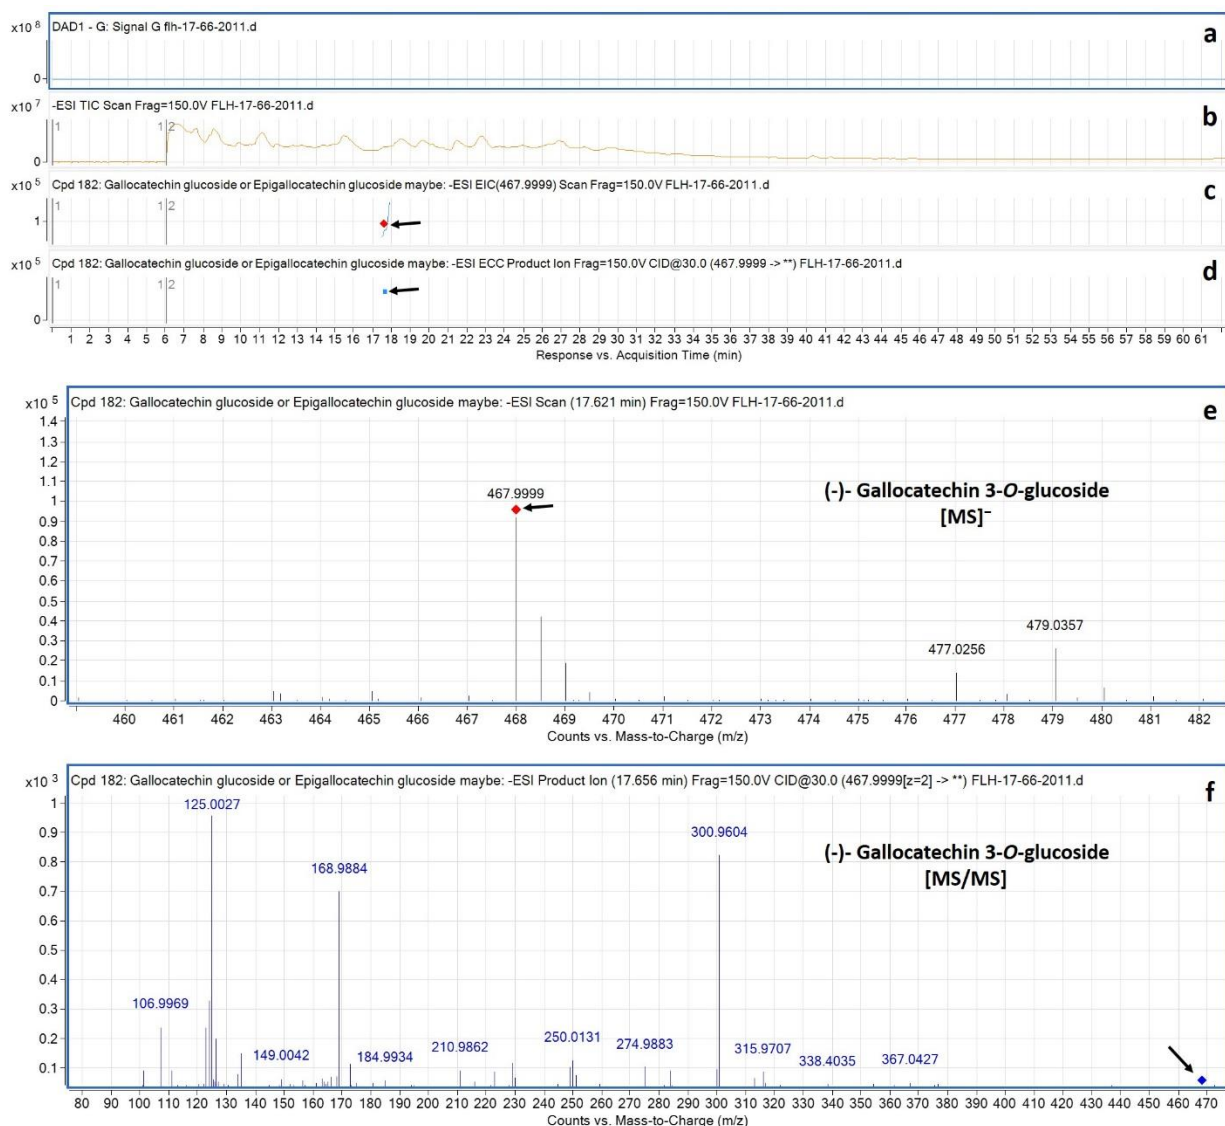 DAD1 - G: Signal G flh-17-66-2011.d
a
x10 8
0
-ESI TIC Scan Frag=150.0V FLH-17-66-2011.d
b
x10 7
1 1 2
0
Cpd 182: Gallocatechin glucoside or Epigallocatechin glucoside maybe: -ESI EIC(467.9999) Scan Frag=150.0V FLH-17-66-2011.d
c
x10 5
1 1 2
1
Cpd 182: Gallocatechin glucoside or Epigallocatechin glucoside maybe: -ESI ECC Product Ion Frag=150.0V CID@30.0 (467.9999 -> **) FLH-17-66-2011.d
d
x10 5
1 1 2
0
1 2 3 4 5 6 7 8 9 10 11 12 13 14 15 16 17 18 19 20 21 22 23 24 25 26 27 28 29 30 31 32 33 34 35 36 37 38 39 40 41 42 43 44 45 46 47 48 49 50 51 52 53 54 55 56 57 58 59 60 61
Response vs. Acquisition Time (min)
x10 5
Cpd 182: Gallocatechin glucoside or Epigallocatechin glucoside maybe: -ESI Scan (17.621 min) Frag=150.0V FLH-17-66-2011.d
e
1.4
1.3
1.2
1.1
1
0.9
0.8
0.7
0.6
0.5
0.4
0.3
0.2
0.1
0
467.9999
(-)- Gallocatechin 3-O-glucoside
[MS]⁻
477.0256
479.0357
460 461 462 463 464 465 466 467 468 469 470 471 472 473 474 475 476 477 478 479 480 481 482
Counts vs. Mass-to-Charge (m/z)
x10 3
Cpd 182: Gallocatechin glucoside or Epigallocatechin glucoside maybe: -ESI Product Ion (17.656 min) Frag=150.0V CID@30.0 (467.9999[z=2] -> **) FLH-17-66-2011.d
f
1
0.9
0.8
0.7
0.6
0.5
0.4
0.3
0.2
0.1
125.0027
300.9604
(-)- Gallocatechin 3-O-glucoside
[MS/MS]
168.9884
106.9969
149.0042
184.9934
210.9862
250.0131
274.9883
315.9707
338.4035
367.0427
80 90 100 110 120 130 140 150 160 170 180 190 200 210 220 230 240 250 260 270 280 290 300 310 320 330 340 350 360 370 380 390 400 410 420 430 440 450 460 470
Counts vs. Mass-to-Charge (m/z)